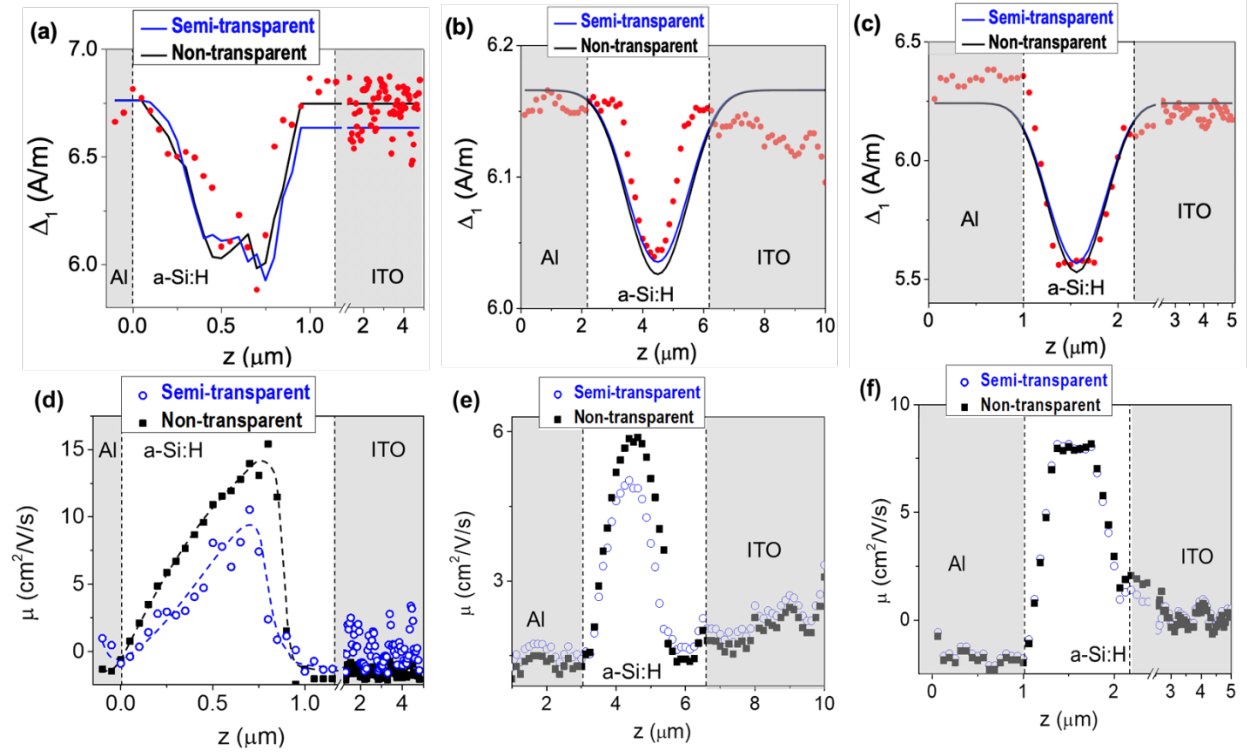 (a)
Semi-transparent
Non-transparent
7.0
6.5
6.0
Δ₁ (A/m)
Al
a-Si:H
ITO
0.0 0.5 1.0 2 3 4 5
z (μm)
(b)
Semi-transparent
Non-transparent
6.2
6.1
6.0
Δ₁ (A/m)
Al
a-Si:H
ITO
0 2 4 6 8 10
z (μm)
(c)
Semi-transparent
Non-transparent
6.5
6.0
5.5
Δ₁ (A/m)
Al
a-Si:H
ITO
0 1 2 3 4 5
z (μm)
(d)
Semi-transparent
Non-transparent
15
10
5
0
μ (cm²/V/s)
Al
a-Si:H
ITO
0.0 0.5 1.0 2 3 4 5
z (μm)
(e)
Semi-transparent
Non-transparent
6
3
μ (cm²/V/s)
Al
a-Si:H
ITO
2 4 6 8 10
z (μm)
(f)
Semi-transparent
Non-transparent
10
5
0
μ (cm²/V/s)
Al
a-Si:H
ITO
0 1 2 3 4 5
z (μm)